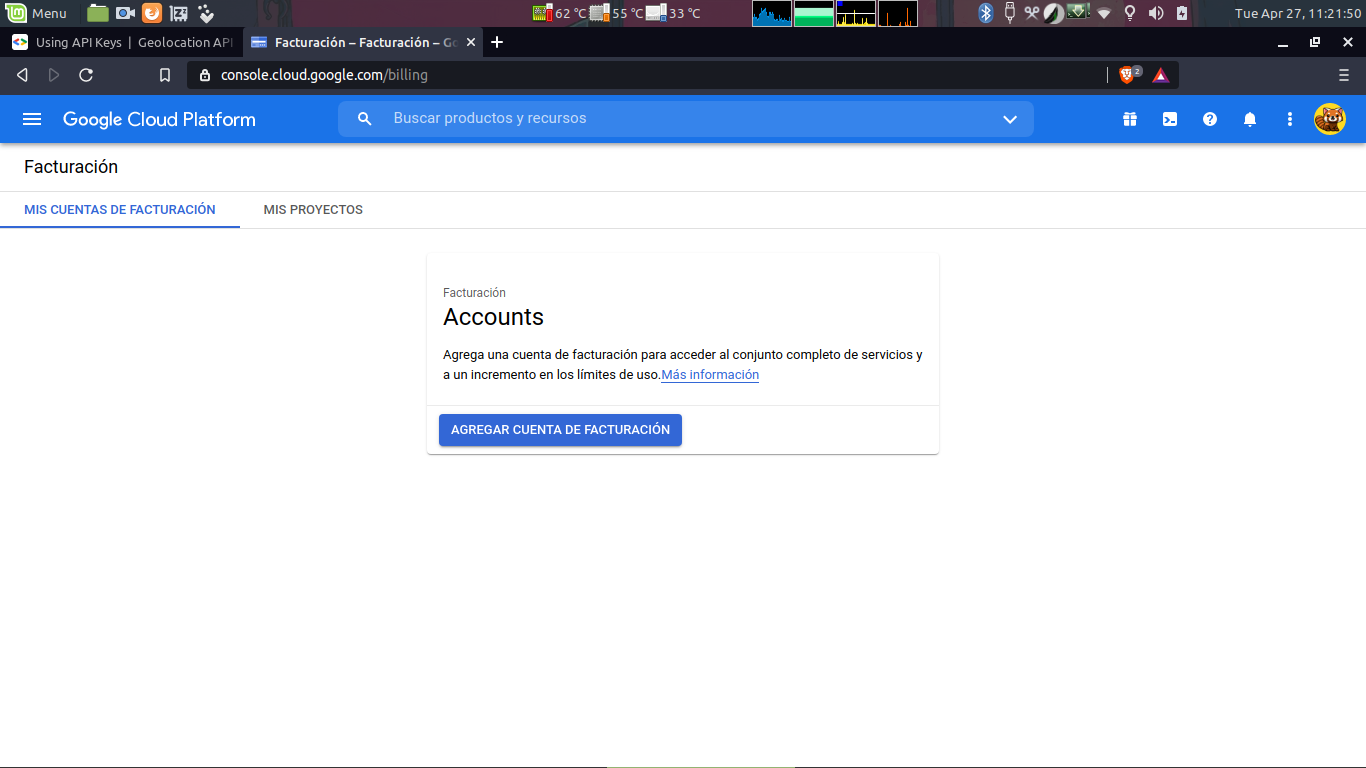 Menu
62 °C 55 °C 33 °C
Tue Apr 27, 11:21:50
Using API Keys | Geolocation API
Facturación – Facturación – Go
console.cloud.google.com/billing
2
Google Cloud Platform
Buscar productos y recursos
Facturación
MIS CUENTAS DE FACTURACIÓN
MIS PROYECTOS
Facturación
Accounts
Agrega una cuenta de facturación para acceder al conjunto completo de servicios y
a un incremento en los límites de uso.Más información
AGREGAR CUENTA DE FACTURACIÓN